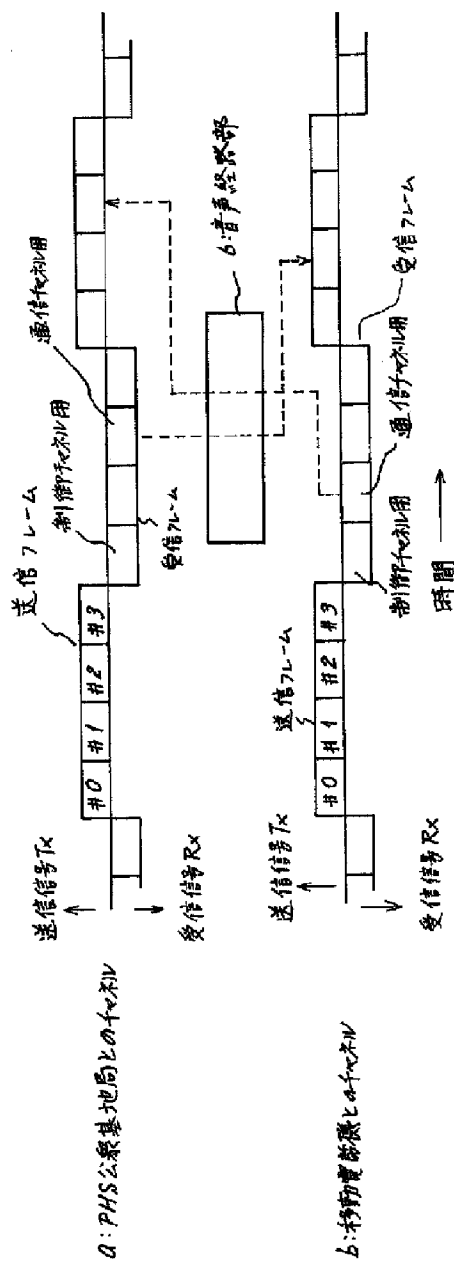 a:PHS公衆基地局とのチャネル
送信信号Tx
受信信号Rx
送信フレーム
#0 #1 #2 #3
制御チャネル用
通信チャネル用
受信フレーム
6:音声経路部
b:移動電話機とのチャネル
送信信号Tx
受信信号Rx
送信フレーム
#0 #1 #2 #3
制御チャネル用
通信チャネル用
受信フレーム
時間